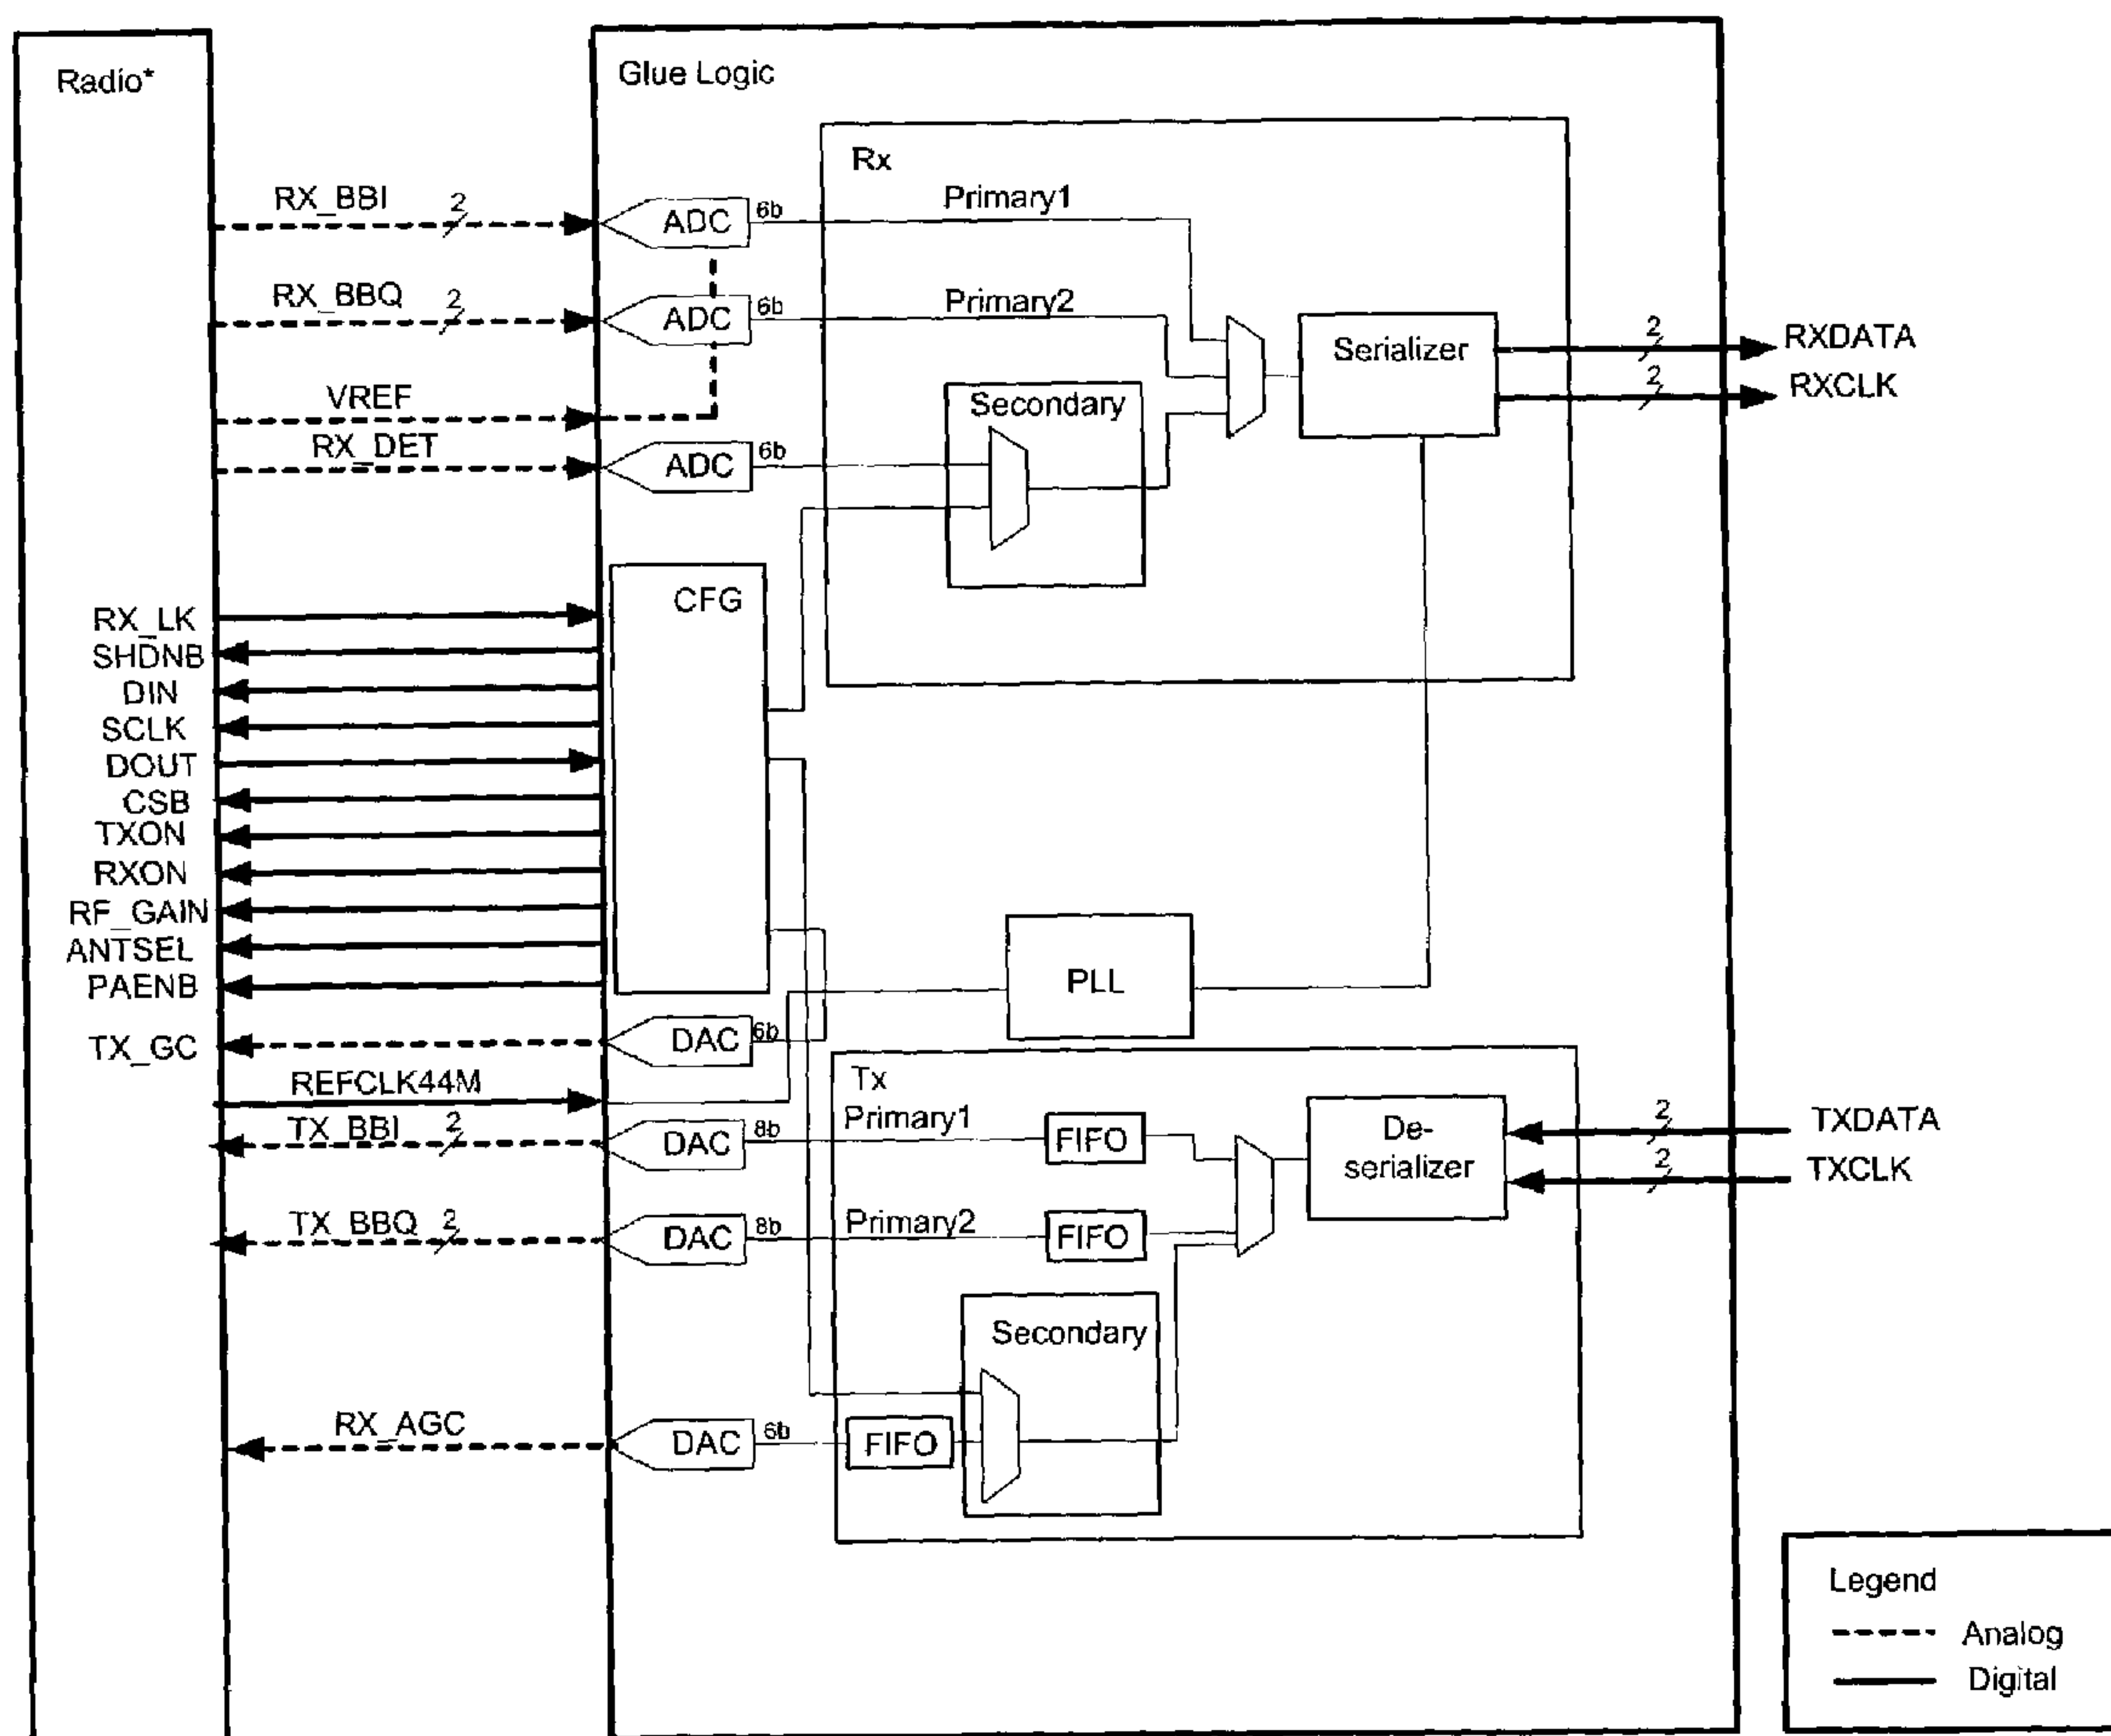 Radio*
Glue Logic
Rx
RX_BBI
2
ADC
6b
Primary1
RX_BBQ
2
ADC
6b
Primary2
Serializer
2
RXDATA
2
RXCLK
VREF
Secondary
RX_DET
ADC
6b
CFG
RX_LK
SHDNB
DIN
SCLK
DOUT
CSB
TXON
RXON
RF_GAIN
ANTSEL
PAENB
PLL
TX_GC
DAC
6b
REFCLK44M
Tx
TX_BBI
2
DAC
8b
Primary1
FIFO
De-
serializer
2
TXDATA
2
TXCLK
TX_BBQ
2
DAC
8b
Primary2
FIFO
Secondary
RX_AGC
DAC
6b
FIFO
Legend
Analog
Digital